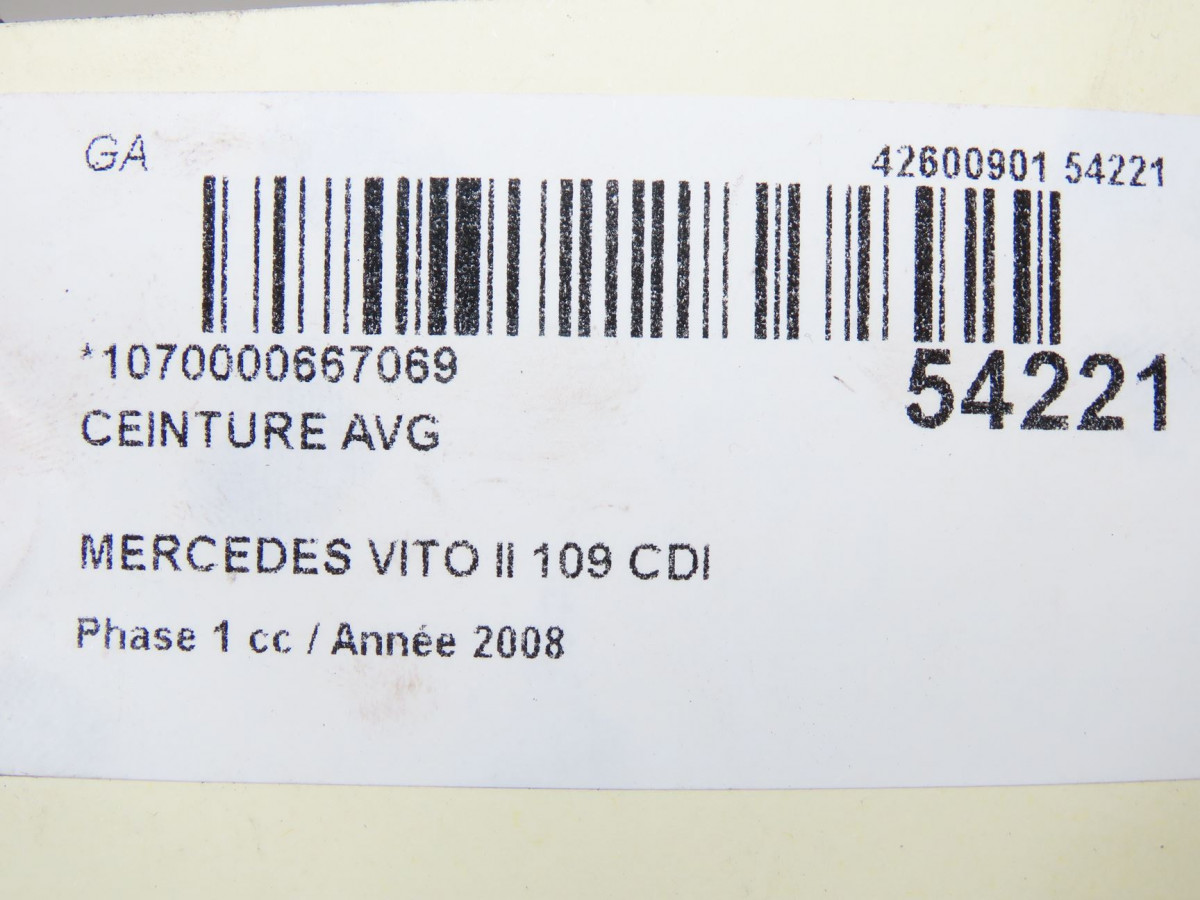 GA
42600901 54221
*1070000667069
54221
CEINTURE AVG
MERCEDES VITO II 109 CDI
Phase 1 cc / Année 2008